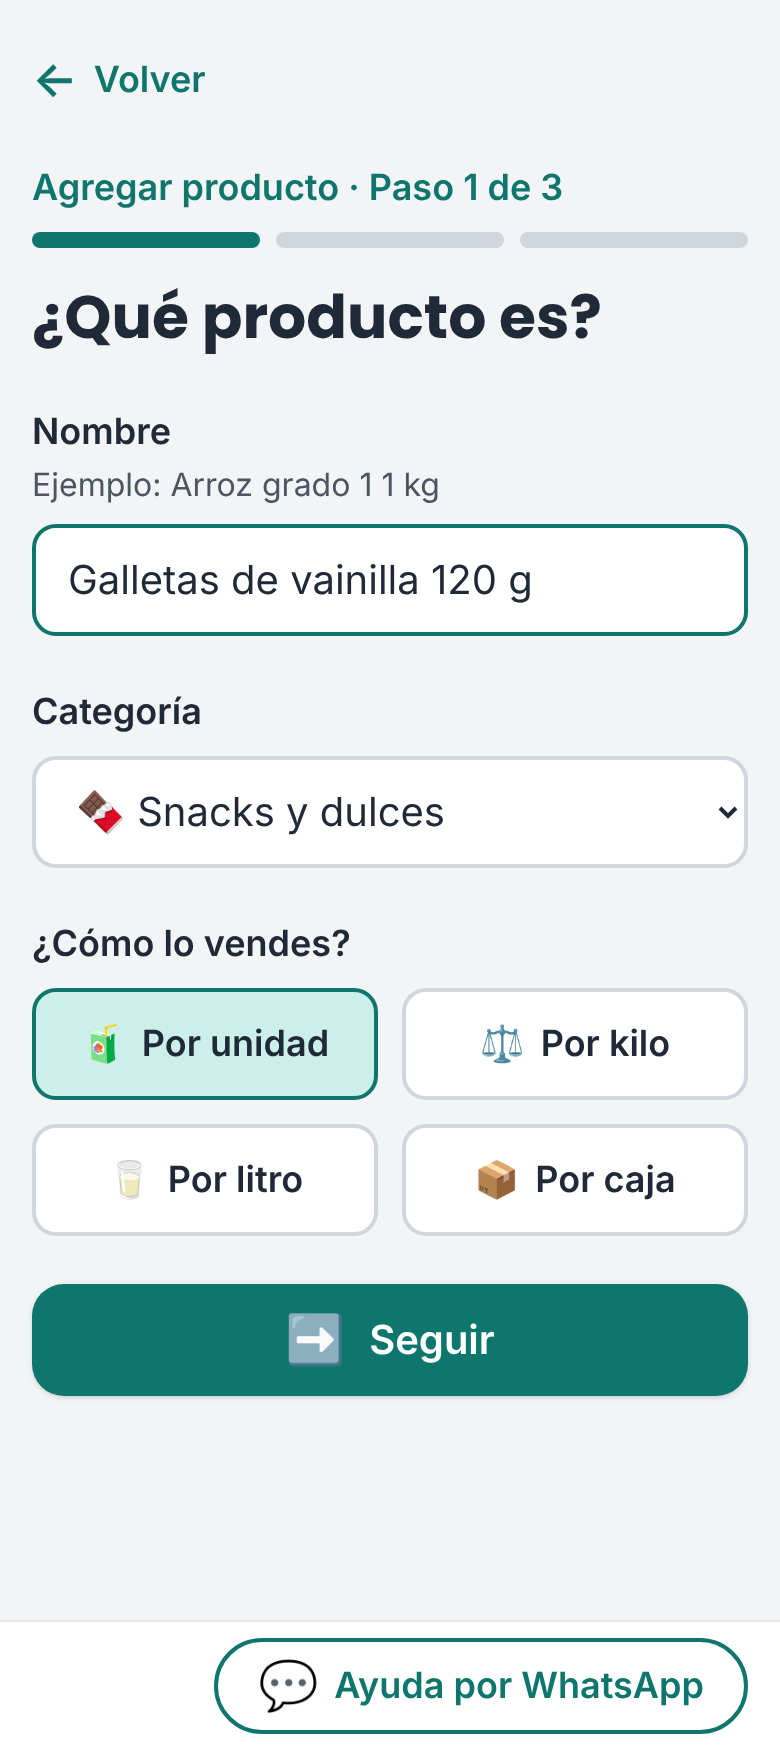 Volver
Agregar producto · Paso 1 de 3
¿Qué producto es?
Nombre
Ejemplo: Arroz grado 1 1 kg
Galletas de vainilla 120 g
Categoría
Snacks y dulces
¿Cómo lo vendes?
Por unidad
Por kilo
Por litro
Por caja
Seguir
Ayuda por WhatsApp